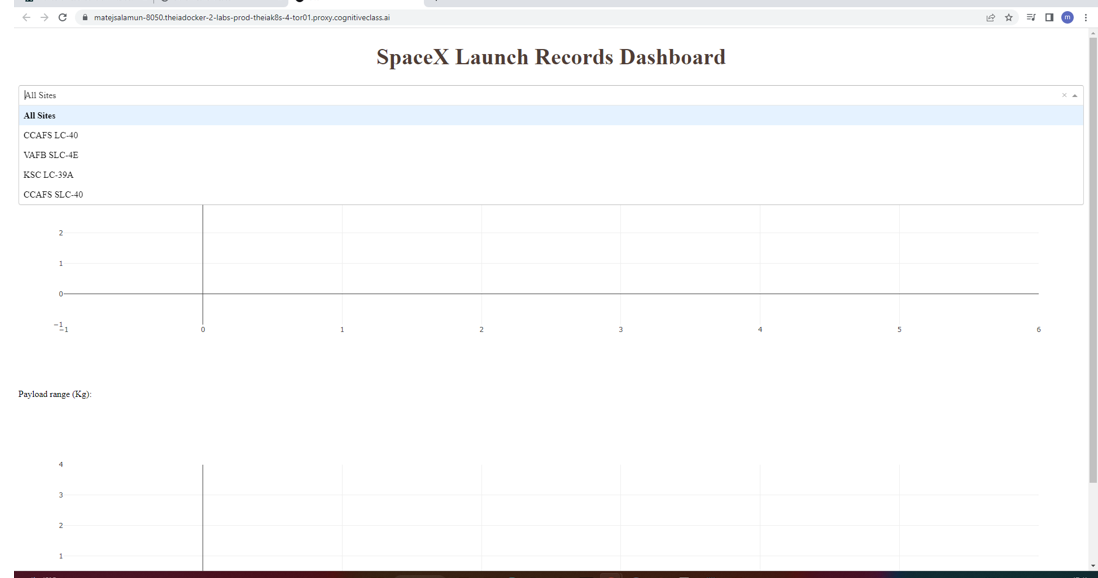 matejsalamun-8050.theiadocker-2-labs-prod-theiak8s-4-tor01.proxy.cognitiveclass.ai
m
SpaceX Launch Records Dashboard
All Sites
All Sites
CCAFS LC-40
VAFB SLC-4E
KSC LC-39A
CCAFS SLC-40
2
1
0
−1
−1 0 1 2 3 4 5 6
Payload range (Kg):
4
3
2
1